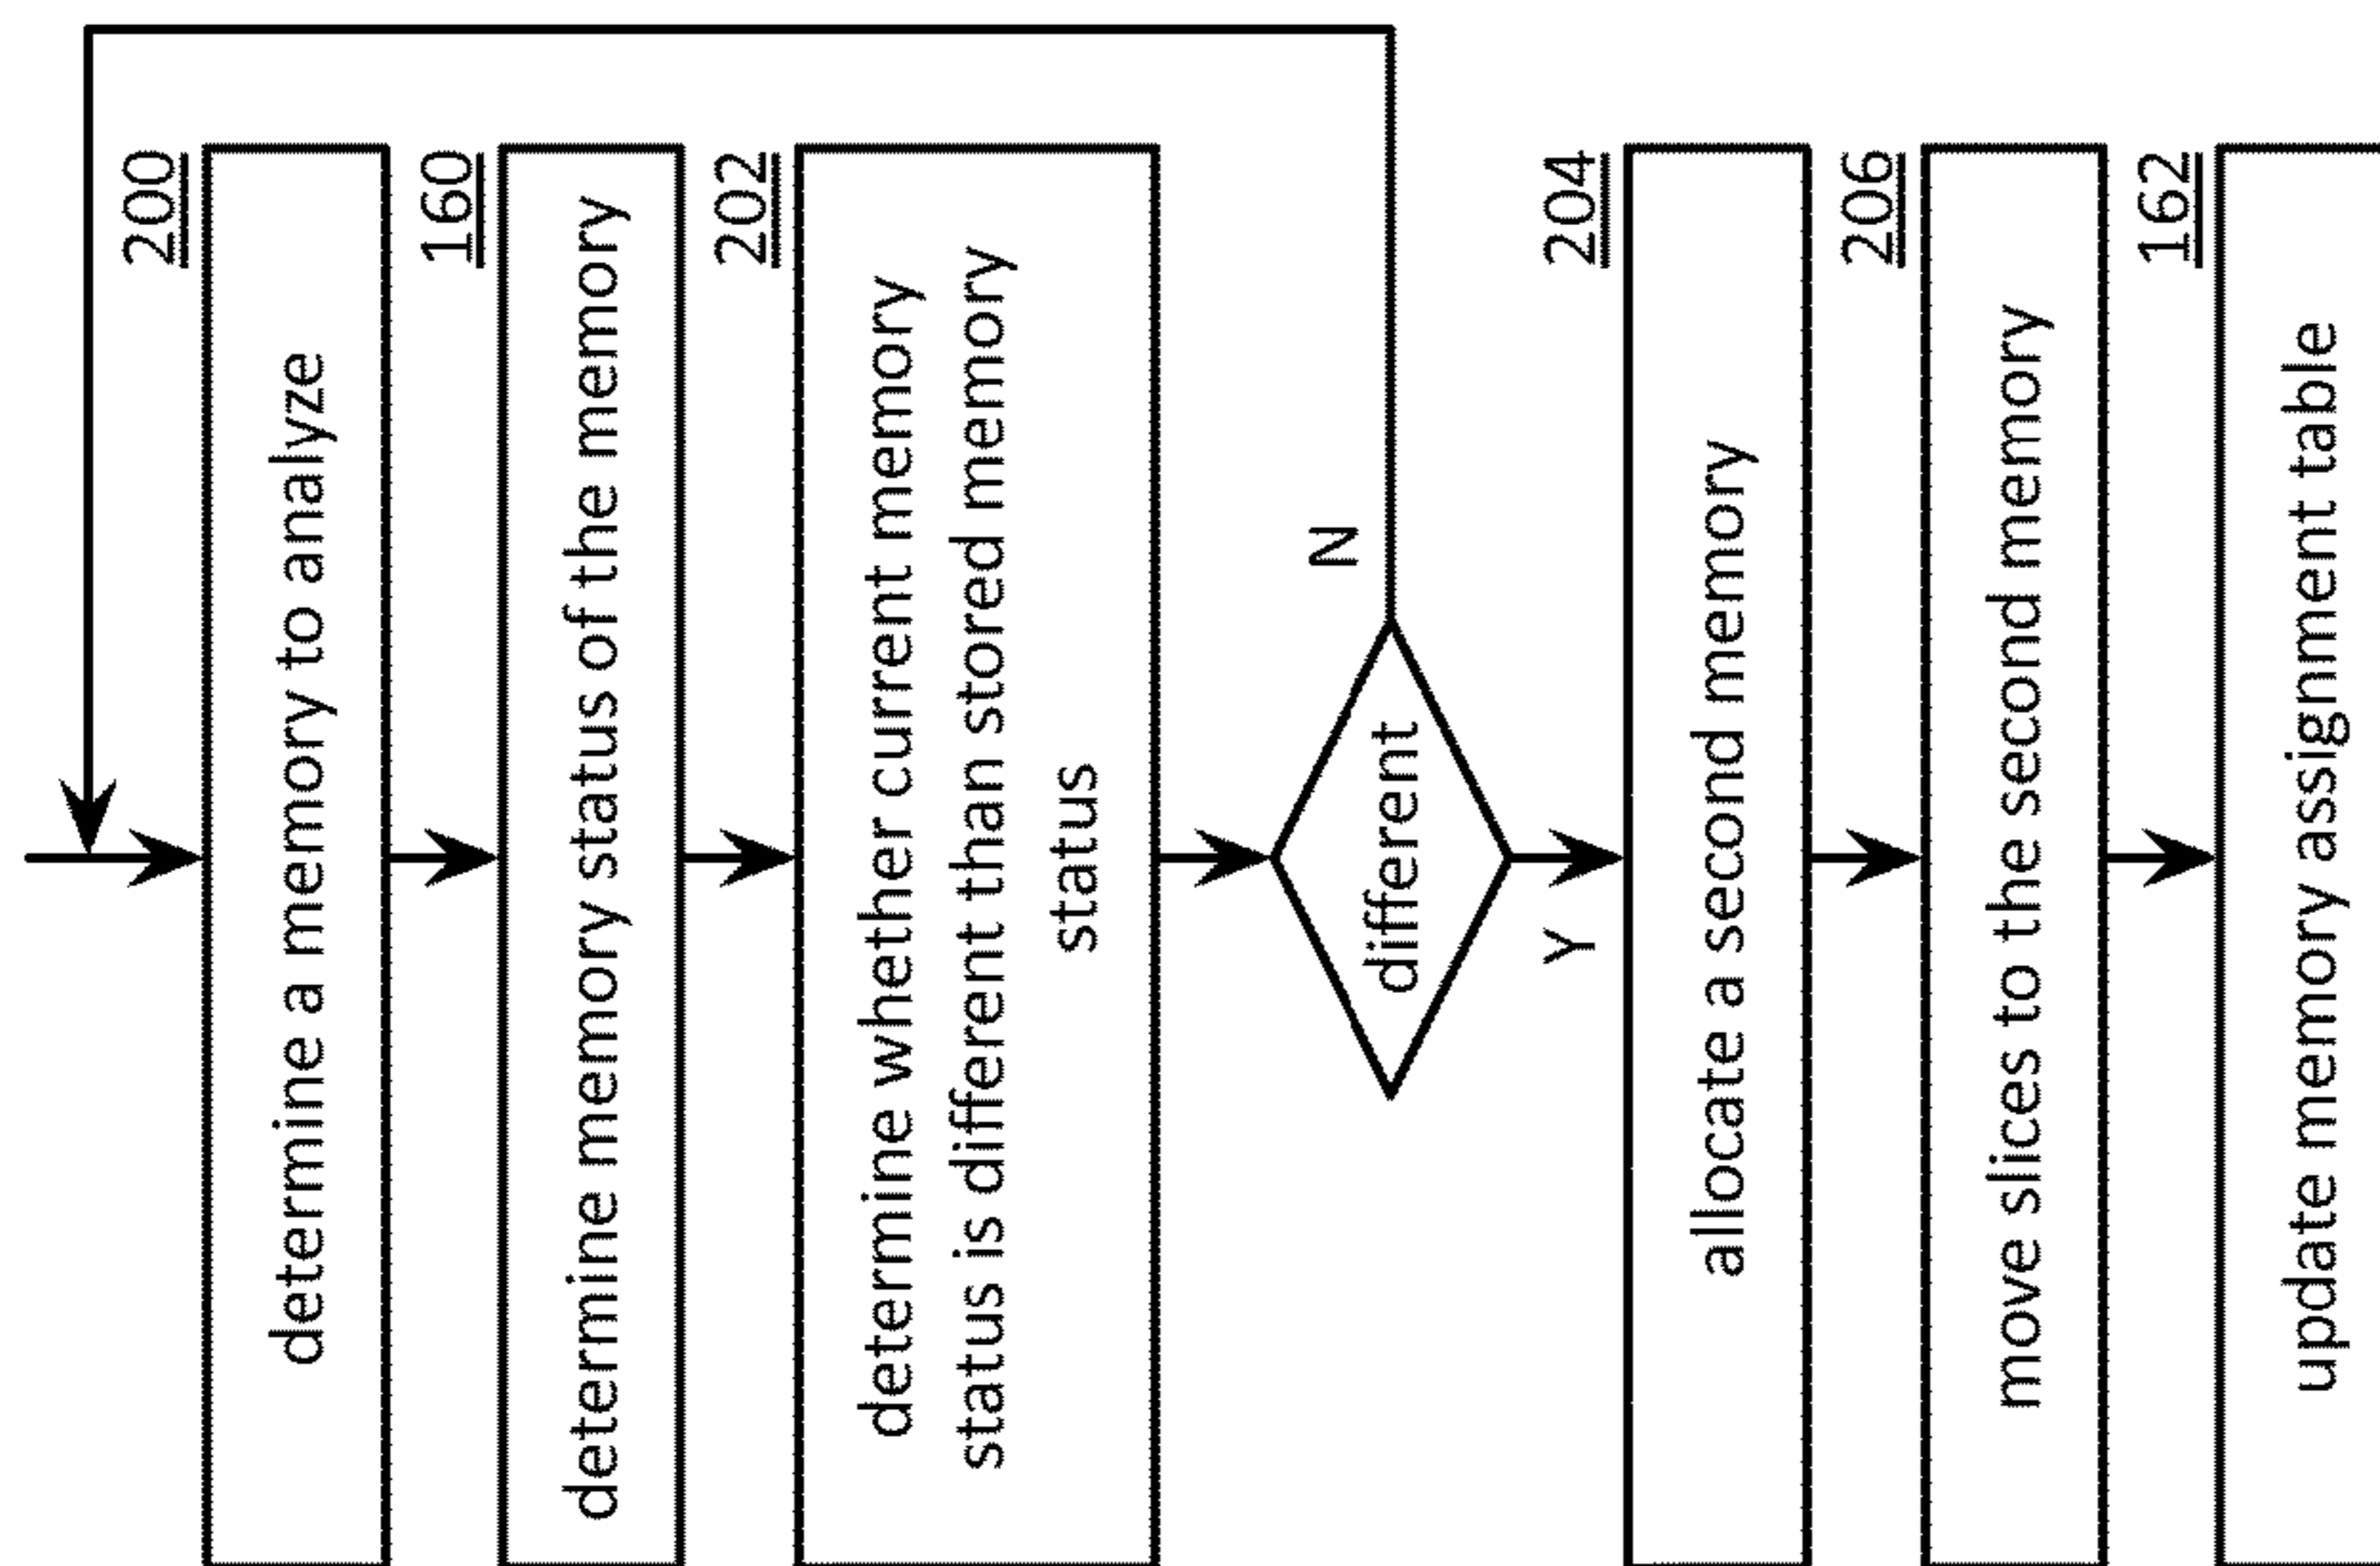 200
determine a memory to analyze
160
determine memory status of the memory
202
determine whether current memory
status is different than stored memory
status
different
N
Y
204
allocate a second memory
206
move slices to the second memory
162
update memory assignment table